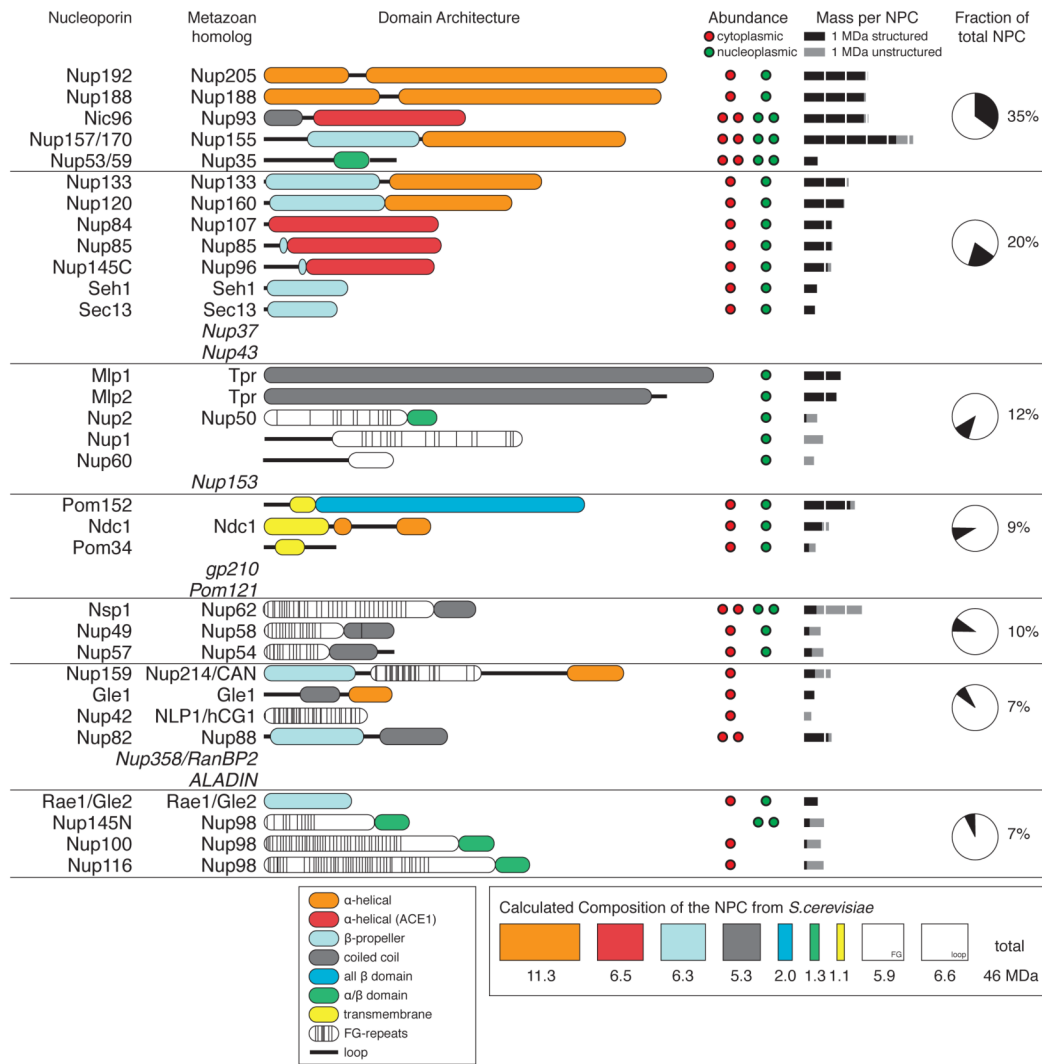 Nucleoporin Metazoan homolog Domain Architecture Abundance Mass per NPC Fraction of total NPC
cytoplasmic 1 MDa structured
nucleoplasmic 1 MDa unstructured
Nup192 Nup205
Nup188 Nup188
Nic96 Nup93 35%
Nup157/170 Nup155
Nup53/59 Nup35
Nup133 Nup133
Nup120 Nup160
Nup84 Nup107
Nup85 Nup85 20%
Nup145C Nup96
Seh1 Seh1
Sec13 Sec13
Nup37
Nup43
Mlp1 Tpr
Mlp2 Tpr
Nup2 Nup50 12%
Nup1
Nup60
Nup153
Pom152
Ndc1 Ndc1 9%
Pom34
gp210
Pom121
Nsp1 Nup62
Nup49 Nup58 10%
Nup57 Nup54
Nup159 Nup214/CAN
Gle1 Gle1
Nup42 NLP1/hCG1 7%
Nup82 Nup88
Nup358/RanBP2
ALADIN
Rae1/Gle2 Rae1/Gle2
Nup145N Nup98
Nup100 Nup98 7%
Nup116 Nup98
α-helical
α-helical (ACE1)
β-propeller
coiled coil
all β domain
α/β domain
transmembrane
FG-repeats
loop
Calculated Composition of the NPC from S.cerevisiae
FG loop total
11.3 6.5 6.3 5.3 2.0 1.3 1.1 5.9 6.6 46 MDa